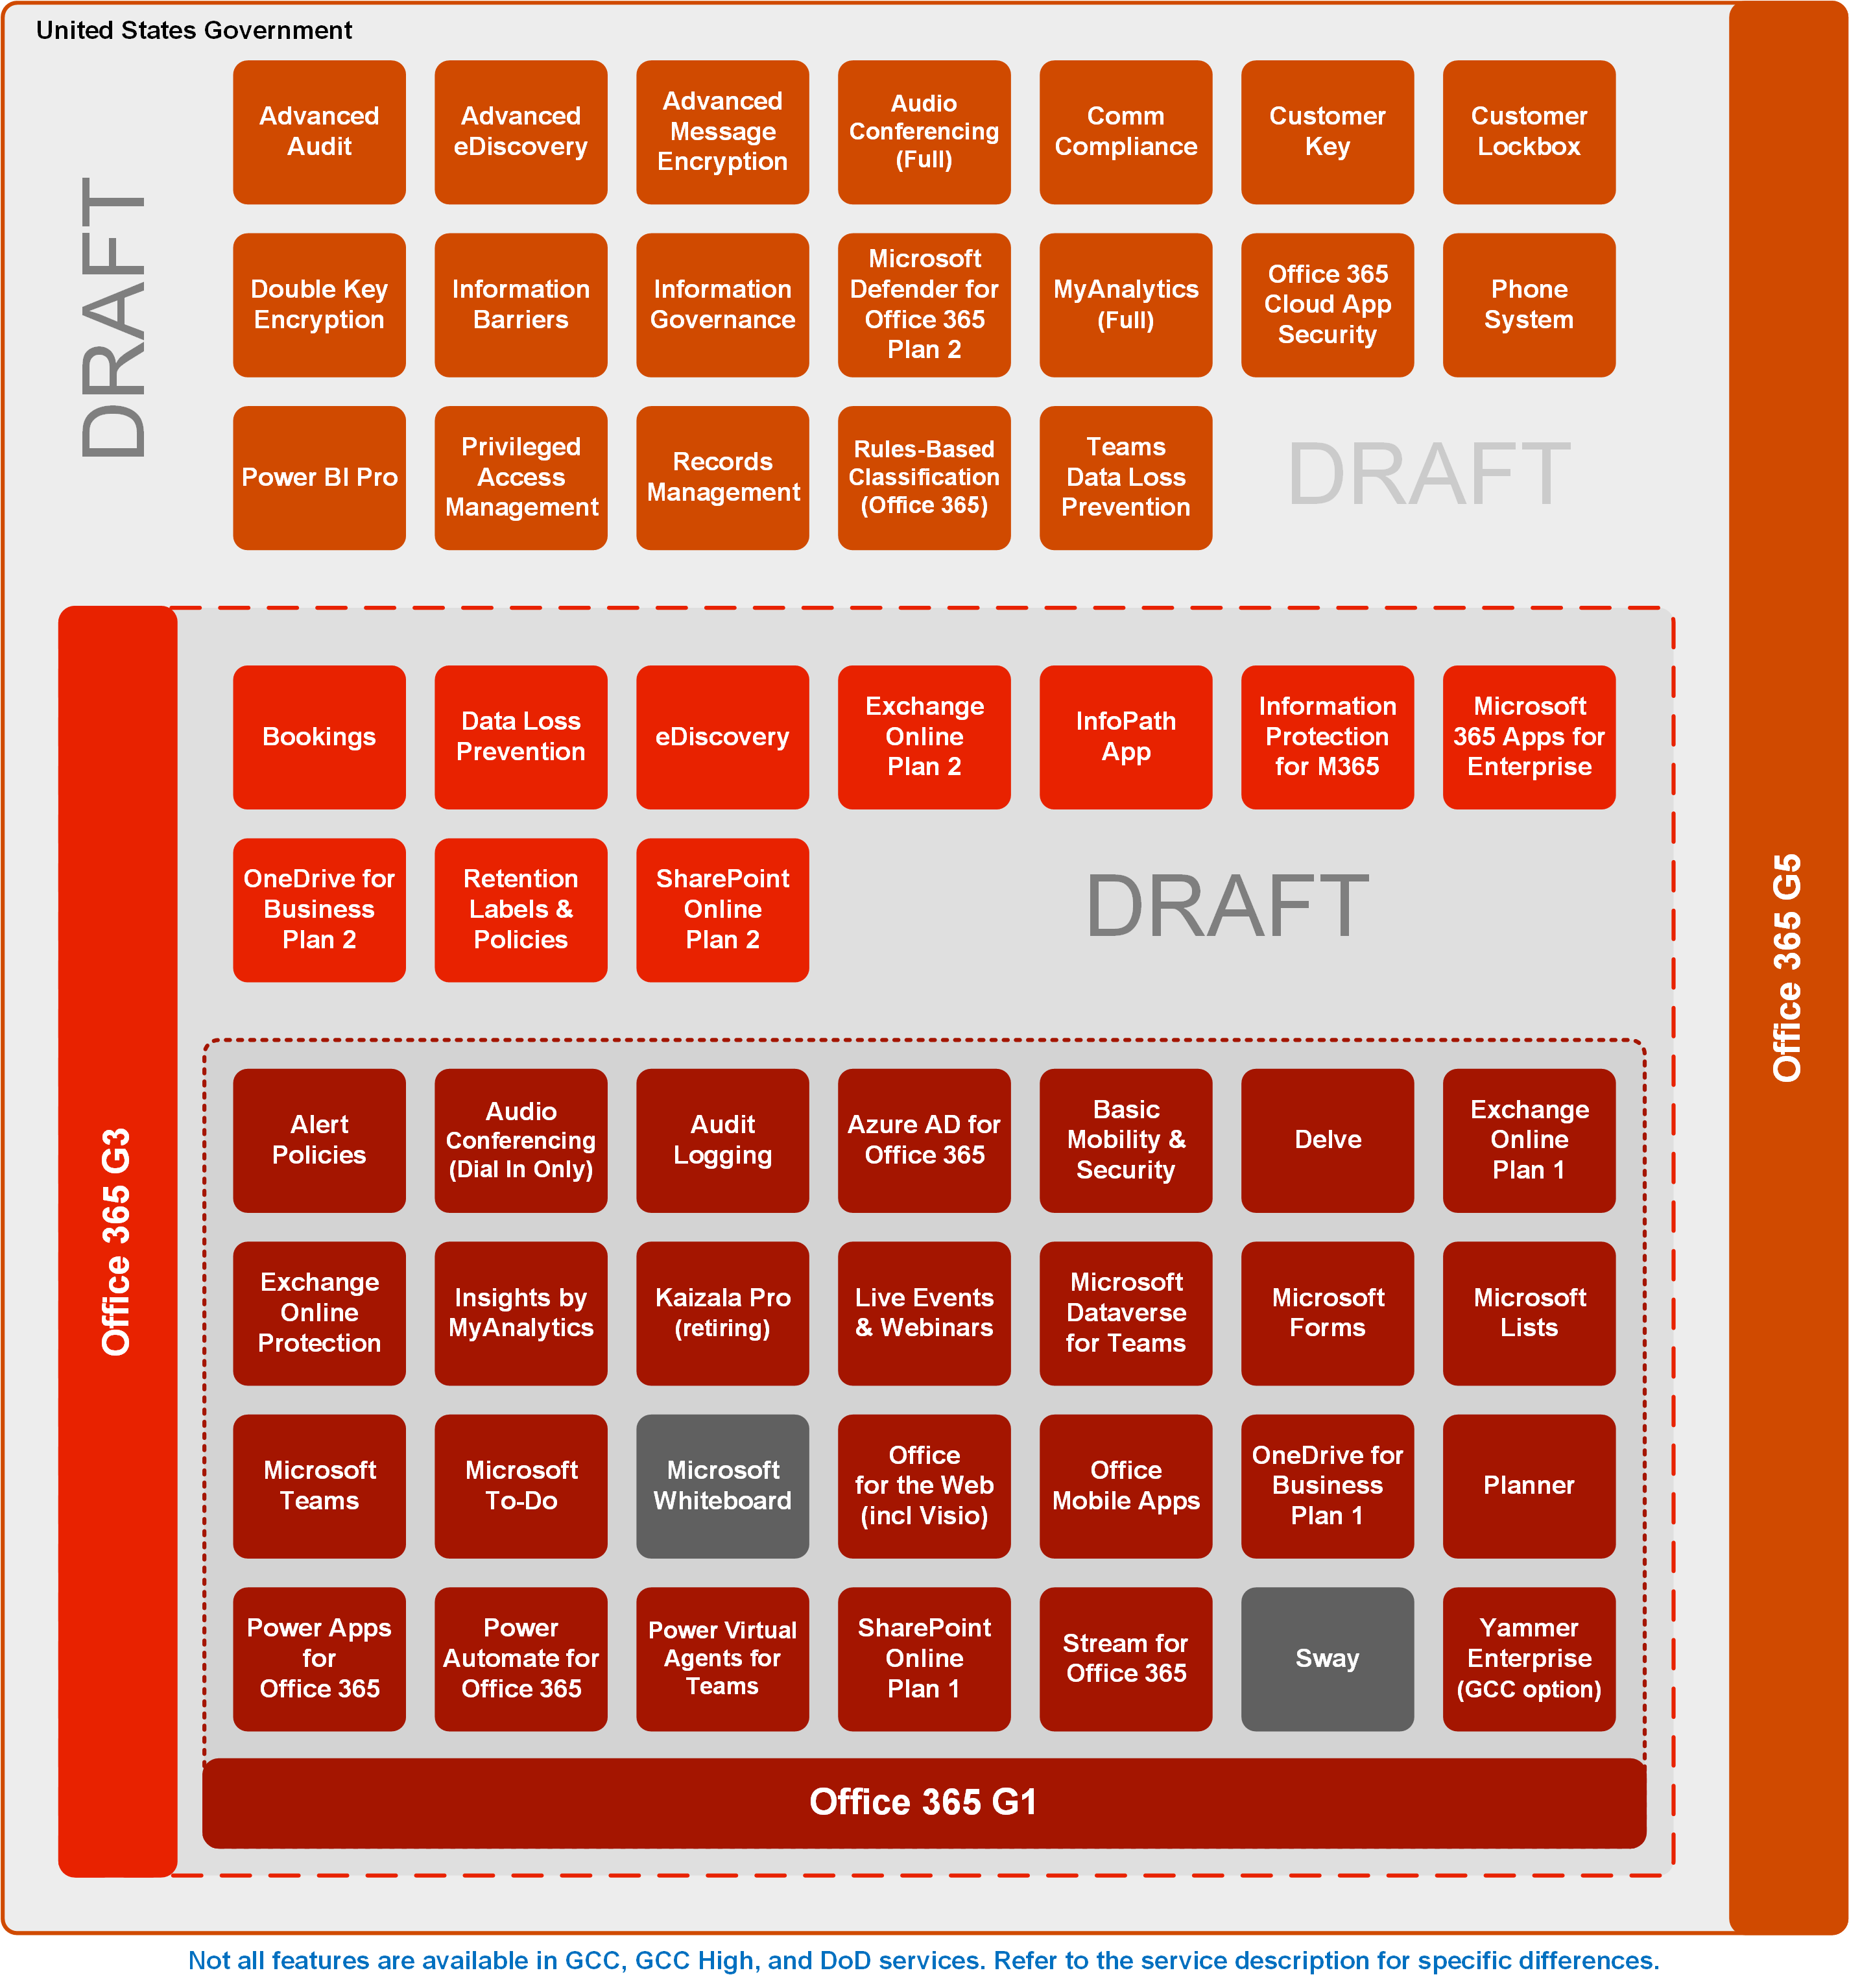 United States Government
Advanced
Audit
Advanced
eDiscovery
Advanced
Message
Encryption
Audio
Conferencing
(Full)
Comm
Compliance
Customer
Key
Customer
Lockbox
DRAFT
Double Key
Encryption
Information
Barriers
Information
Governance
Microsoft
Defender for
Office 365
Plan 2
MyAnalytics
(Full)
Office 365
Cloud App
Security
Phone
System
Power BI Pro
Privileged
Access
Management
Records
Management
Rules-Based
Classification
(Office 365)
Teams
Data Loss
Prevention
DRAFT
Bookings
Data Loss
Prevention
eDiscovery
Exchange
Online
Plan 2
InfoPath
App
Information
Protection
for M365
Microsoft
365 Apps for
Enterprise
OneDrive for
Business
Plan 2
Retention
Labels &
Policies
SharePoint
Online
Plan 2
DRAFT
Office 365 G5
Office 365 G3
Alert
Policies
Audio
Conferencing
(Dial In Only)
Audit
Logging
Azure AD for
Office 365
Basic
Mobility &
Security
Delve
Exchange
Online
Plan 1
Exchange
Online
Protection
Insights by
MyAnalytics
Kaizala Pro
(retiring)
Live Events
& Webinars
Microsoft
Dataverse
for Teams
Microsoft
Forms
Microsoft
Lists
Microsoft
Teams
Microsoft
To-Do
Microsoft
Whiteboard
Office
for the Web
(incl Visio)
Office
Mobile Apps
OneDrive for
Business
Plan 1
Planner
Power Apps
for
Office 365
Power
Automate for
Office 365
Power Virtual
Agents for
Teams
SharePoint
Online
Plan 1
Stream for
Office 365
Sway
Yammer
Enterprise
(GCC option)
Office 365 G1
Not all features are available in GCC, GCC High, and DoD services. Refer to the service description for specific differences.